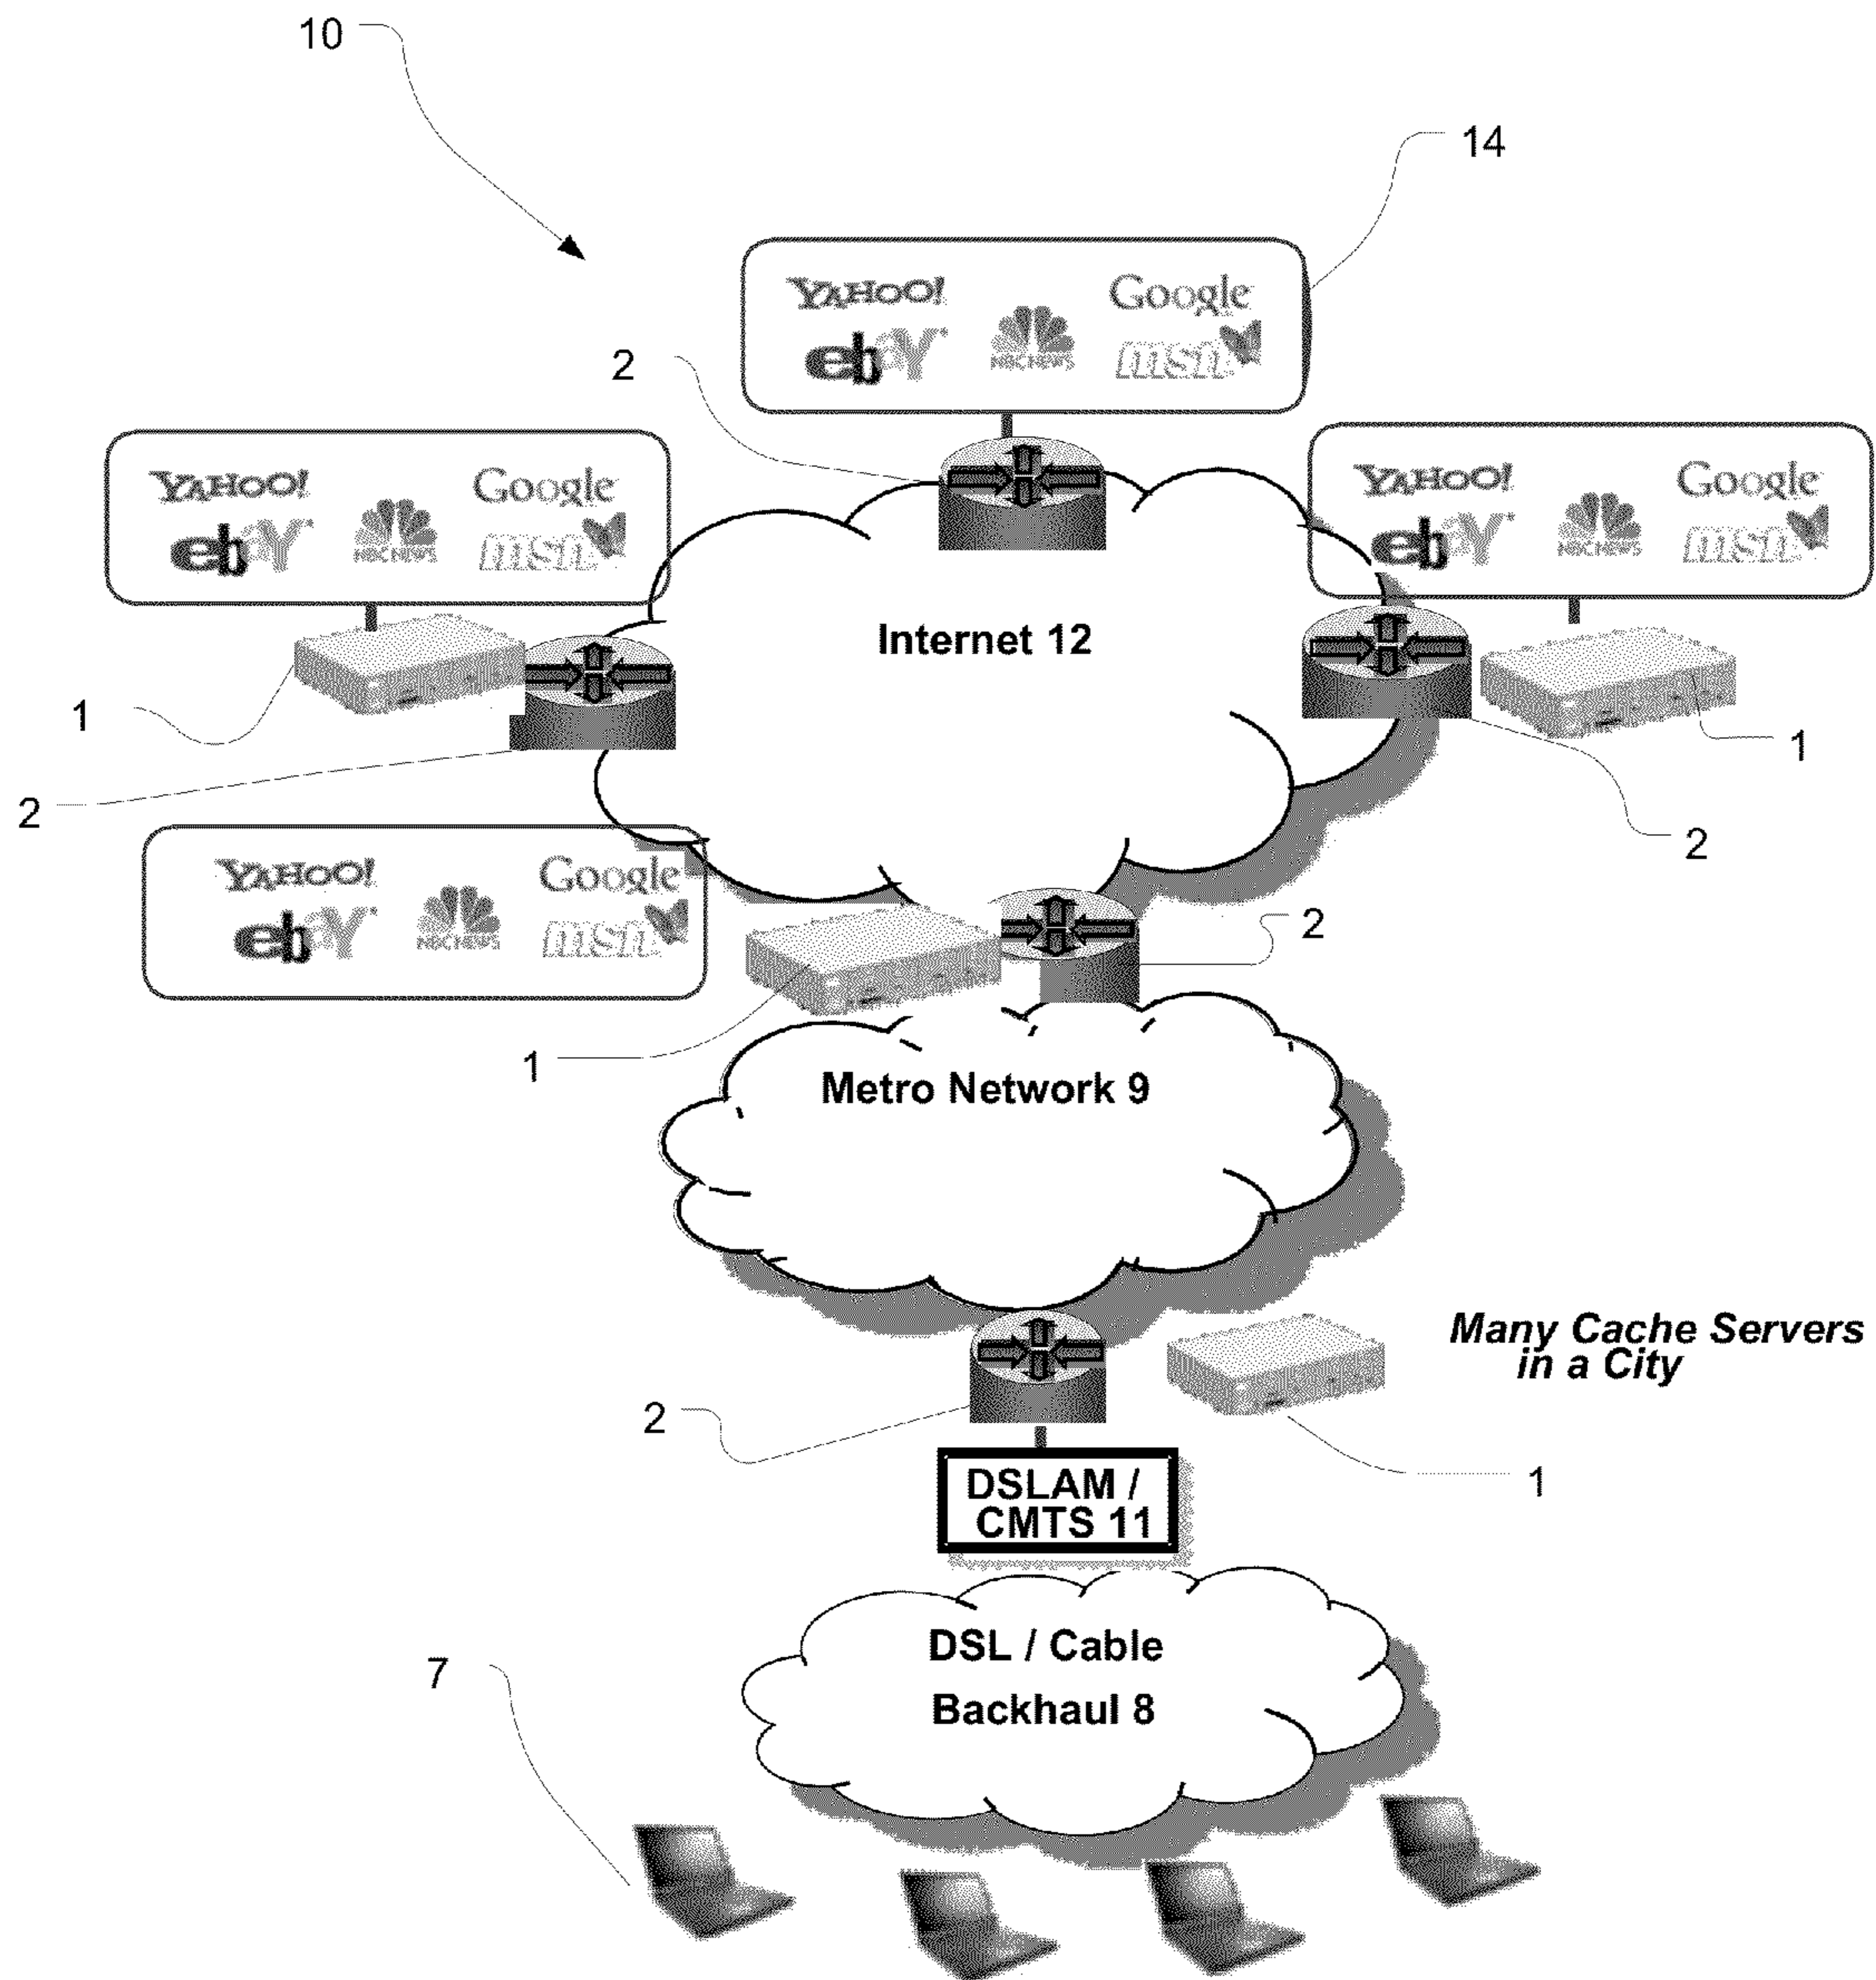 10
14
YAHOO! Google
ebY NBC NEWS msn
2
YAHOO! Google
ebY NBC NEWS msn
YAHOO! Google
ebY NBC NEWS msn
Internet 12
1
1
2
2
YAHOO! Google
ebY NBC NEWS msn
2
1
Metro Network 9
Many Cache Servers
in a City
2
1
DSLAM /
CMTS 11
DSL / Cable
Backhaul 8
7